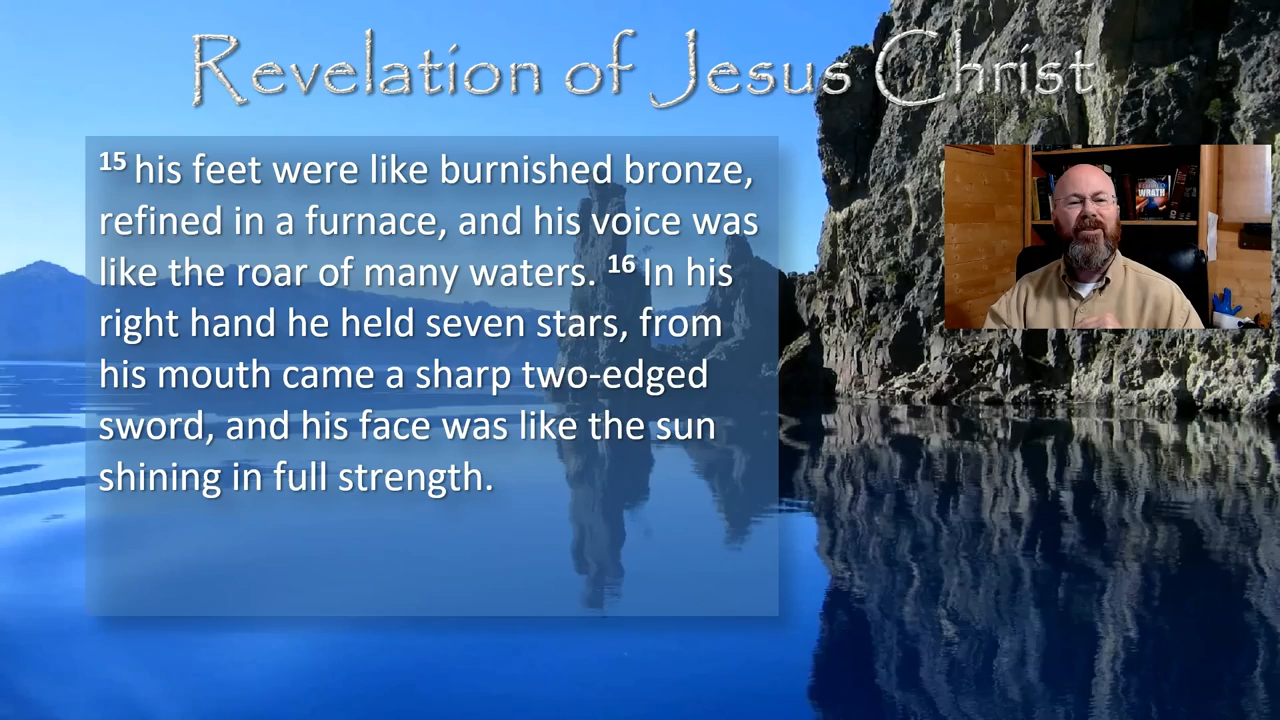 Revelation of Jesus Christ
15 his feet were like burnished bronze,
refined in a furnace, and his voice was
like the roar of many waters. 16 In his
right hand he held seven stars, from
his mouth came a sharp two-edged
sword, and his face was like the sun
shining in full strength.
WRATH